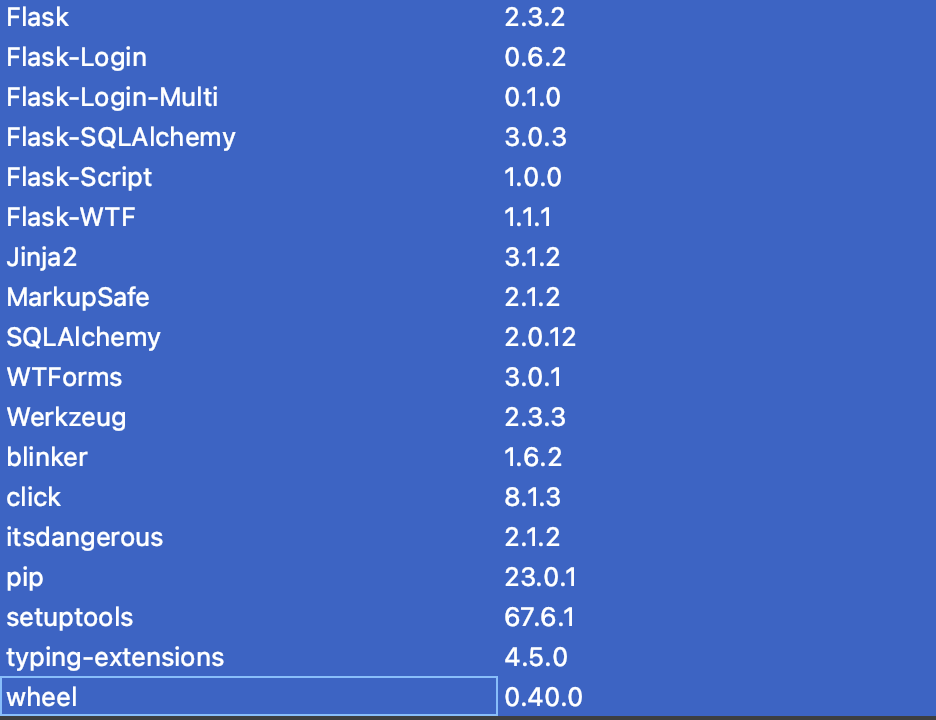 Flask 2.3.2
Flask-Login 0.6.2
Flask-Login-Multi 0.1.0
Flask-SQLAlchemy 3.0.3
Flask-Script 1.0.0
Flask-WTF 1.1.1
Jinja2 3.1.2
MarkupSafe 2.1.2
SQLAlchemy 2.0.12
WTForms 3.0.1
Werkzeug 2.3.3
blinker 1.6.2
click 8.1.3
itsdangerous 2.1.2
pip 23.0.1
setuptools 67.6.1
typing-extensions 4.5.0
wheel 0.40.0